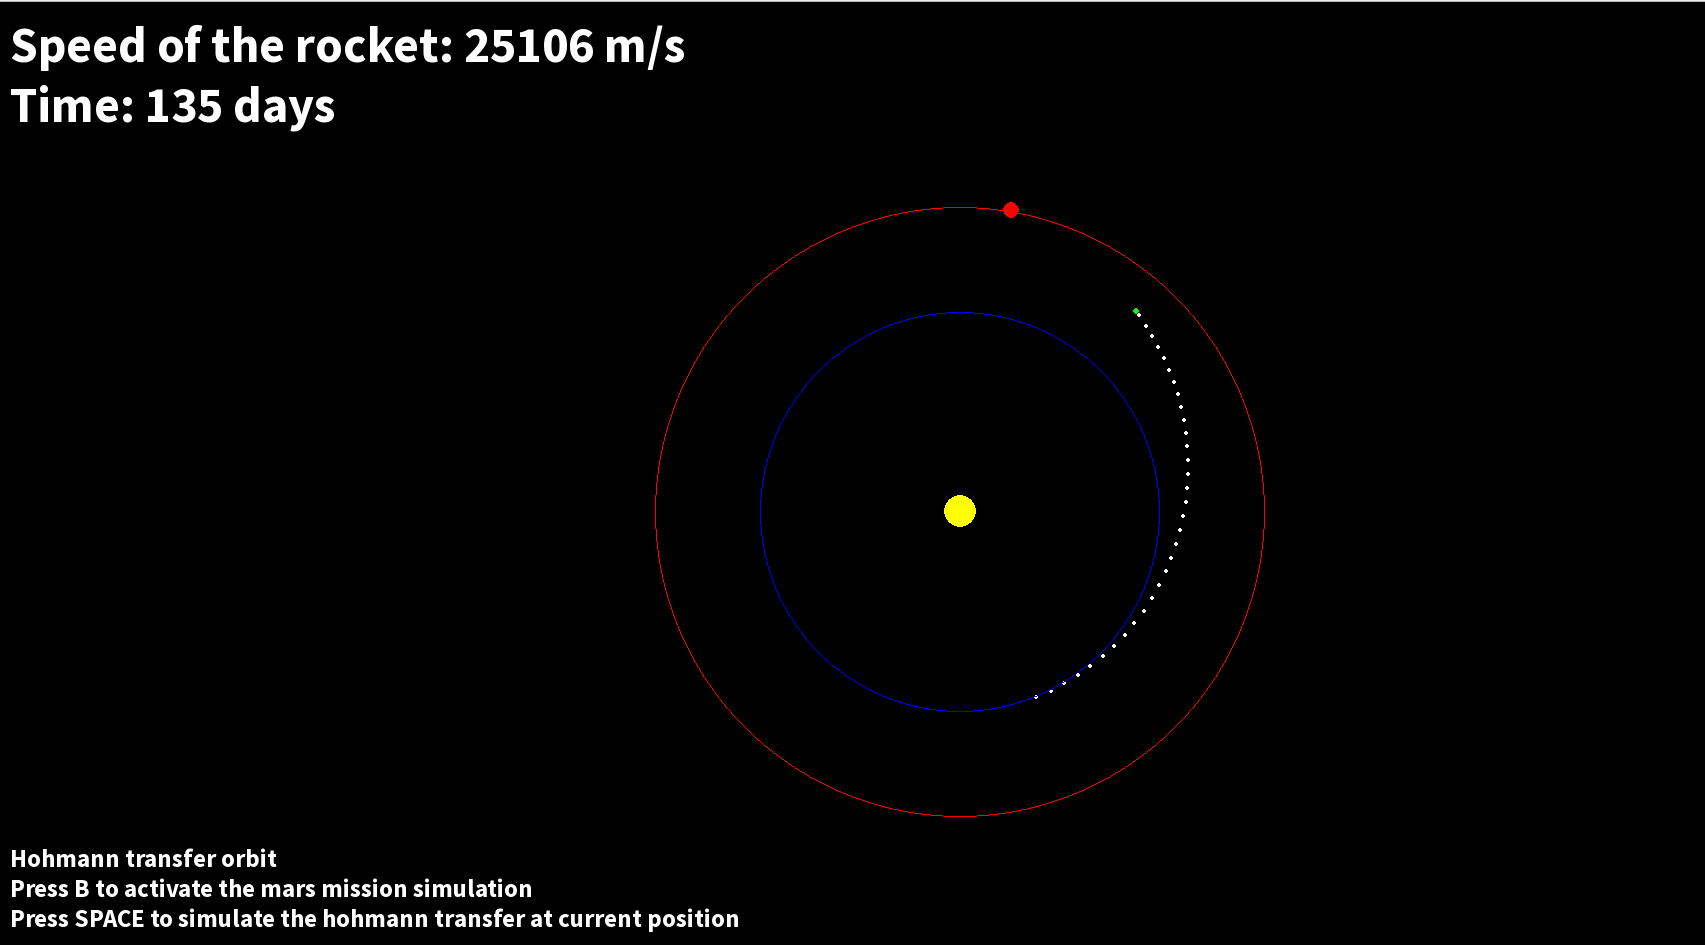 Speed of the rocket: 25106 m/s
Time: 135 days
Hohmann transfer orbit
Press B to activate the mars mission simulation
Press SPACE to simulate the hohmann transfer at current position